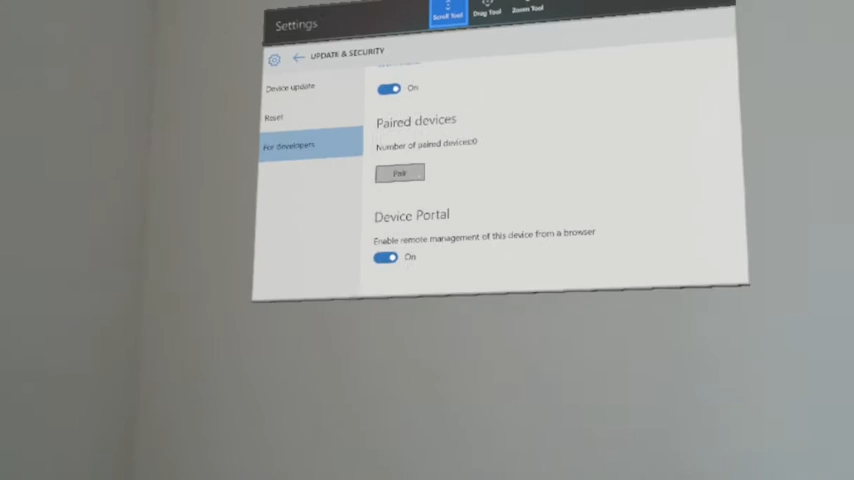 Settings
Scroll Tool
Drag Tool
Zoom Tool
UPDATE & SECURITY
Device update
Reset
For developers
On
Paired devices
Number of paired devices:0
Pair
Device Portal
Enable remote management of this device from a browser
On